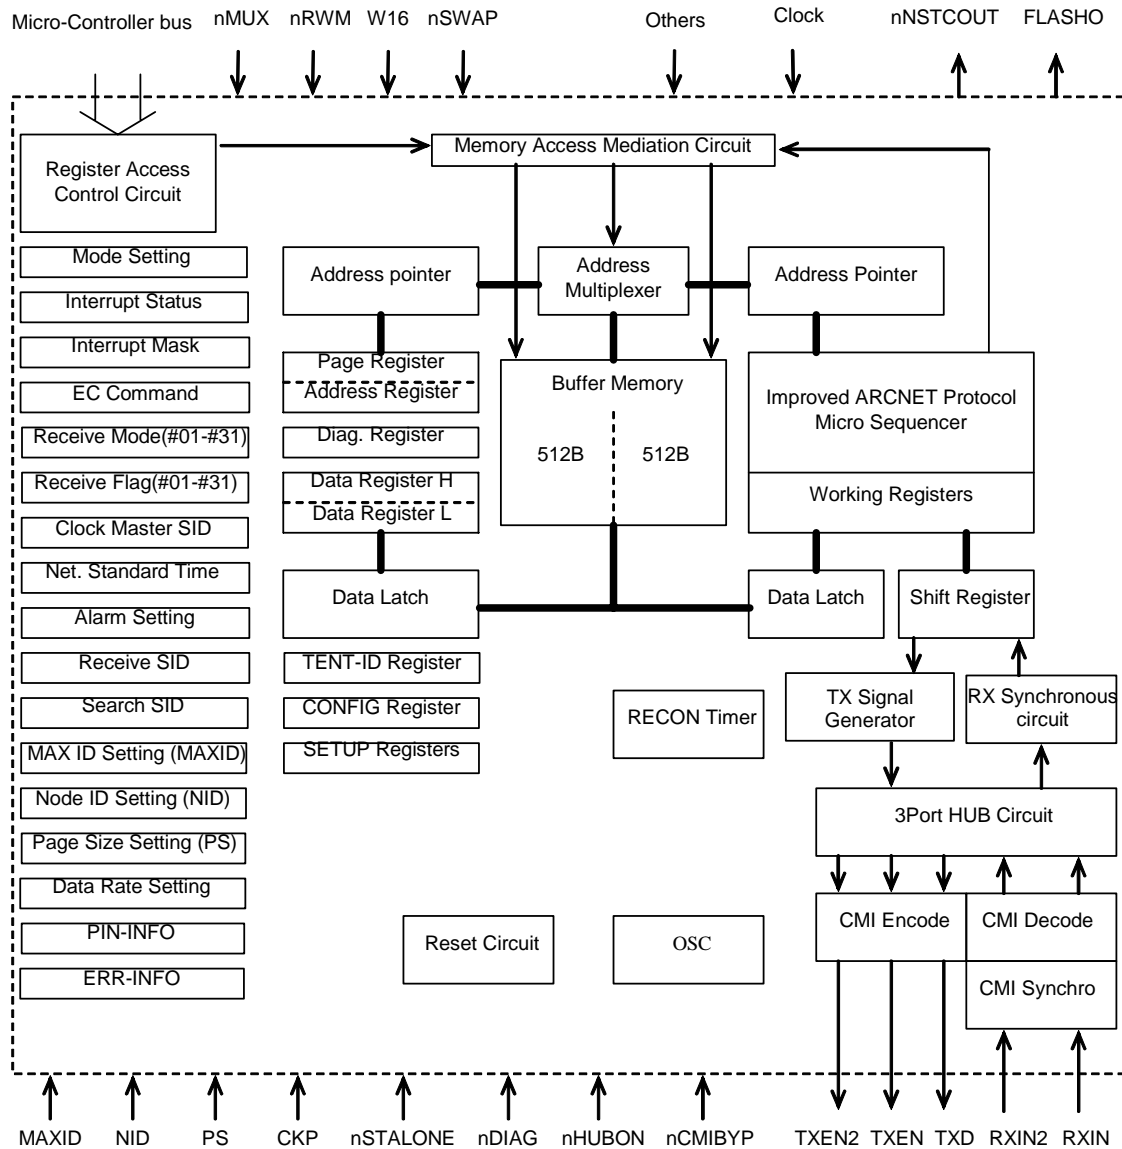 Micro-Controller bus
nMUX
nRWM
W16
nSWAP
Others
Clock
nNSTCOUT
FLASHO
Register Access
Control Circuit
Memory Access Mediation Circuit
Mode Setting
Interrupt Status
Interrupt Mask
EC Command
Receive Mode(#01-#31)
Receive Flag(#01-#31)
Clock Master SID
Net. Standard Time
Alarm Setting
Receive SID
Search SID
MAX ID Setting (MAXID)
Node ID Setting (NID)
Page Size Setting (PS)
Data Rate Setting
PIN-INFO
ERR-INFO
Address pointer
Page Register
Address Register
Diag. Register
Data Register H
Data Register L
Data Latch
TENT-ID Register
CONFIG Register
SETUP Registers
Address
Multiplexer
Buffer Memory
512B
512B
Address Pointer
Improved ARCNET Protocol
Micro Sequencer
Working Registers
Data Latch
Shift Register
RECON Timer
TX Signal
Generator
RX Synchronous
circuit
3Port HUB Circuit
CMI Encode
CMI Decode
CMI Synchro
Reset Circuit
OSC
MAXID
NID
PS
CKP
nSTALONE
nDIAG
nHUBON
nCMIBYP
TXEN2
TXEN
TXD
RXIN2
RXIN